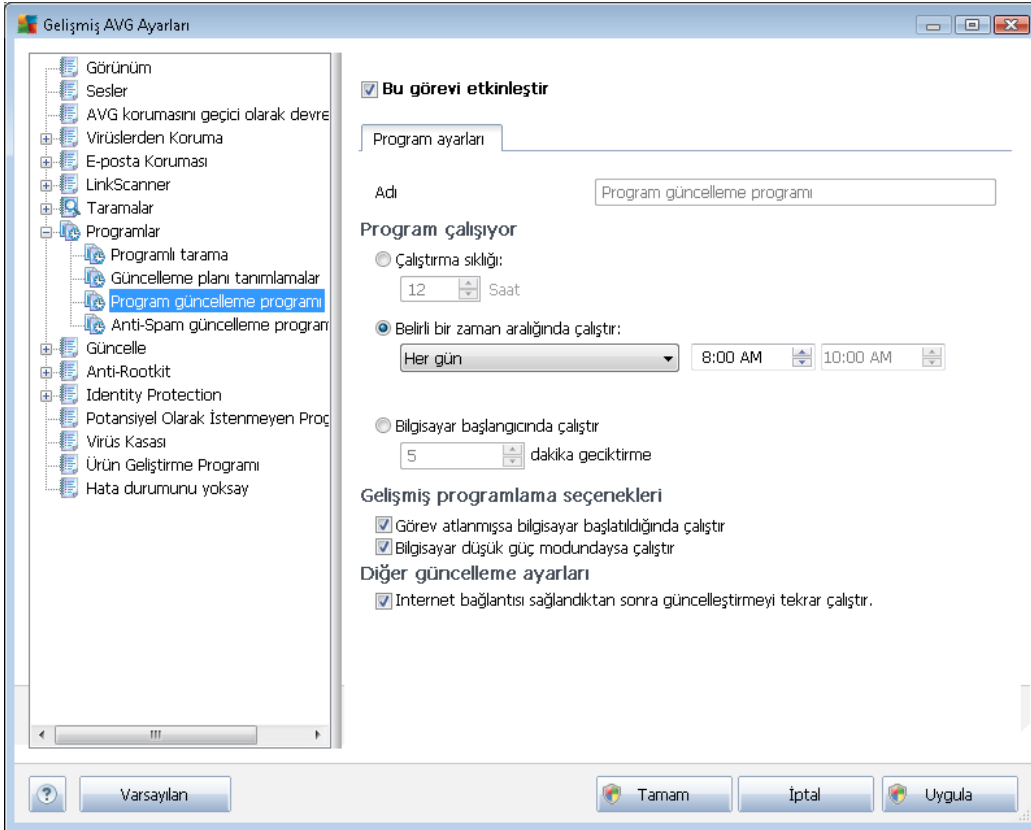 Gelişmiş AVG Ayarları
Görünüm
Sesler
AVG korumasını geçici olarak devre
Virüslerden Koruma
E-posta Koruması
LinkScanner
Taramalar
Programlar
Programlı tarama
Güncelleme planı tanımlamalar
Program güncelleme programı
Anti-Spam güncelleme program
Güncelle
Anti-Rootkit
Identity Protection
Potansiyel Olarak İstenmeyen Prog
Virüs Kasası
Ürün Geliştirme Programı
Hata durumunu yoksay
Bu görevi etkinleştir
Program ayarları
Adı Program güncelleme programı
Program çalışıyor
Çalıştırma sıklığı:
12 Saat
Belirli bir zaman aralığında çalıştır:
Her gün 8:00 AM 10:00 AM
Bilgisayar başlangıcında çalıştır
5 dakika geciktirme
Gelişmiş programlama seçenekleri
Görev atlanmışsa bilgisayar başlatıldığında çalıştır
Bilgisayar düşük güç modundaysa çalıştır
Diğer güncelleme ayarları
Internet bağlantısı sağlandıktan sonra güncelleştirmeyi tekrar çalıştır.
? Varsayılan Tamam İptal Uygula